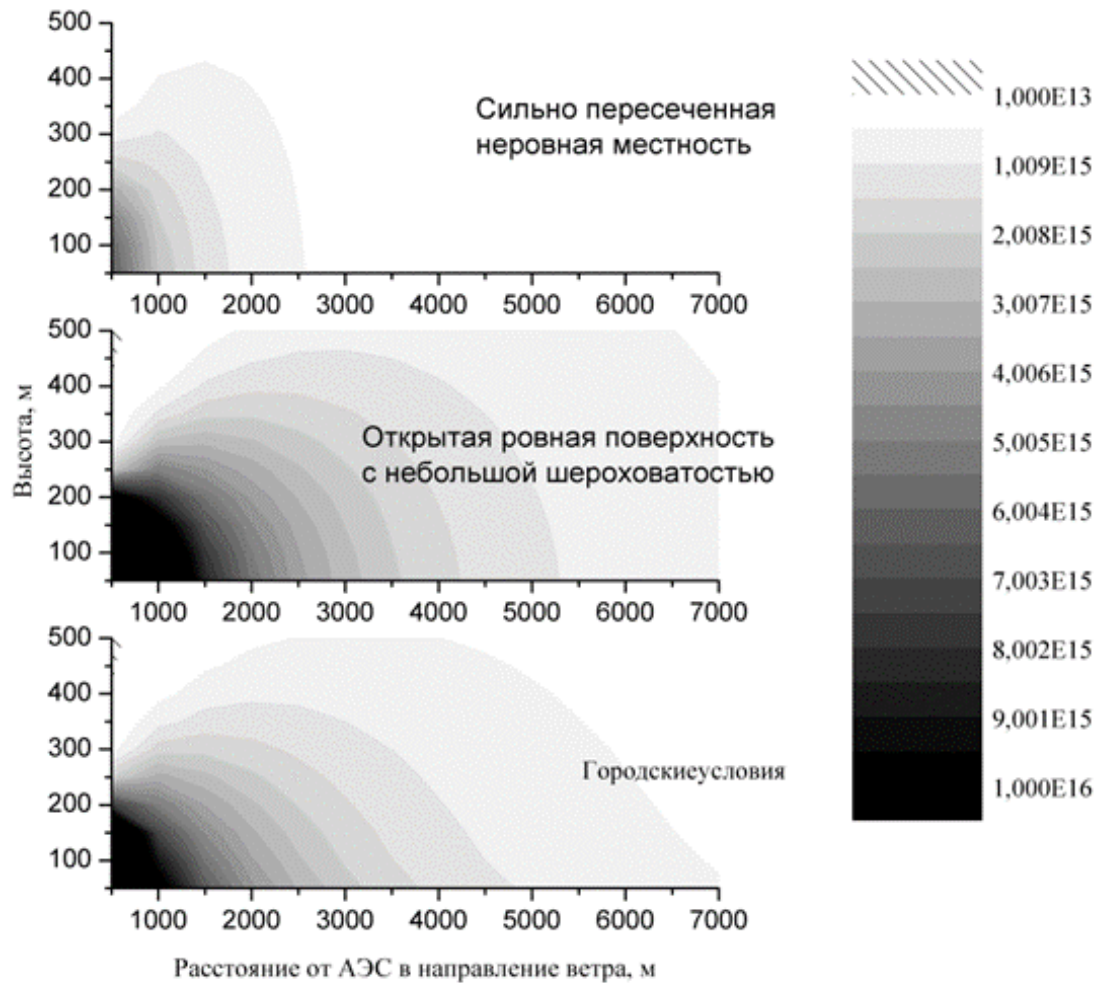 500
400
300
200
100
Сильно пересеченная
неровная местность
1000 2000 3000 4000 5000 6000 7000
500
400
300
200
100
Открытая ровная поверхность
с небольшой шероховатостью
1000 2000 3000 4000 5000 6000 7000
Высота, м
500
400
300
200
100
Городскиеусловия
1000 2000 3000 4000 5000 6000 7000
Расстояние от АЭС в направление ветра, м
1,000E13
1,009E15
2,008E15
3,007E15
4,006E15
5,005E15
6,004E15
7,003E15
8,002E15
9,001E15
1,000E16